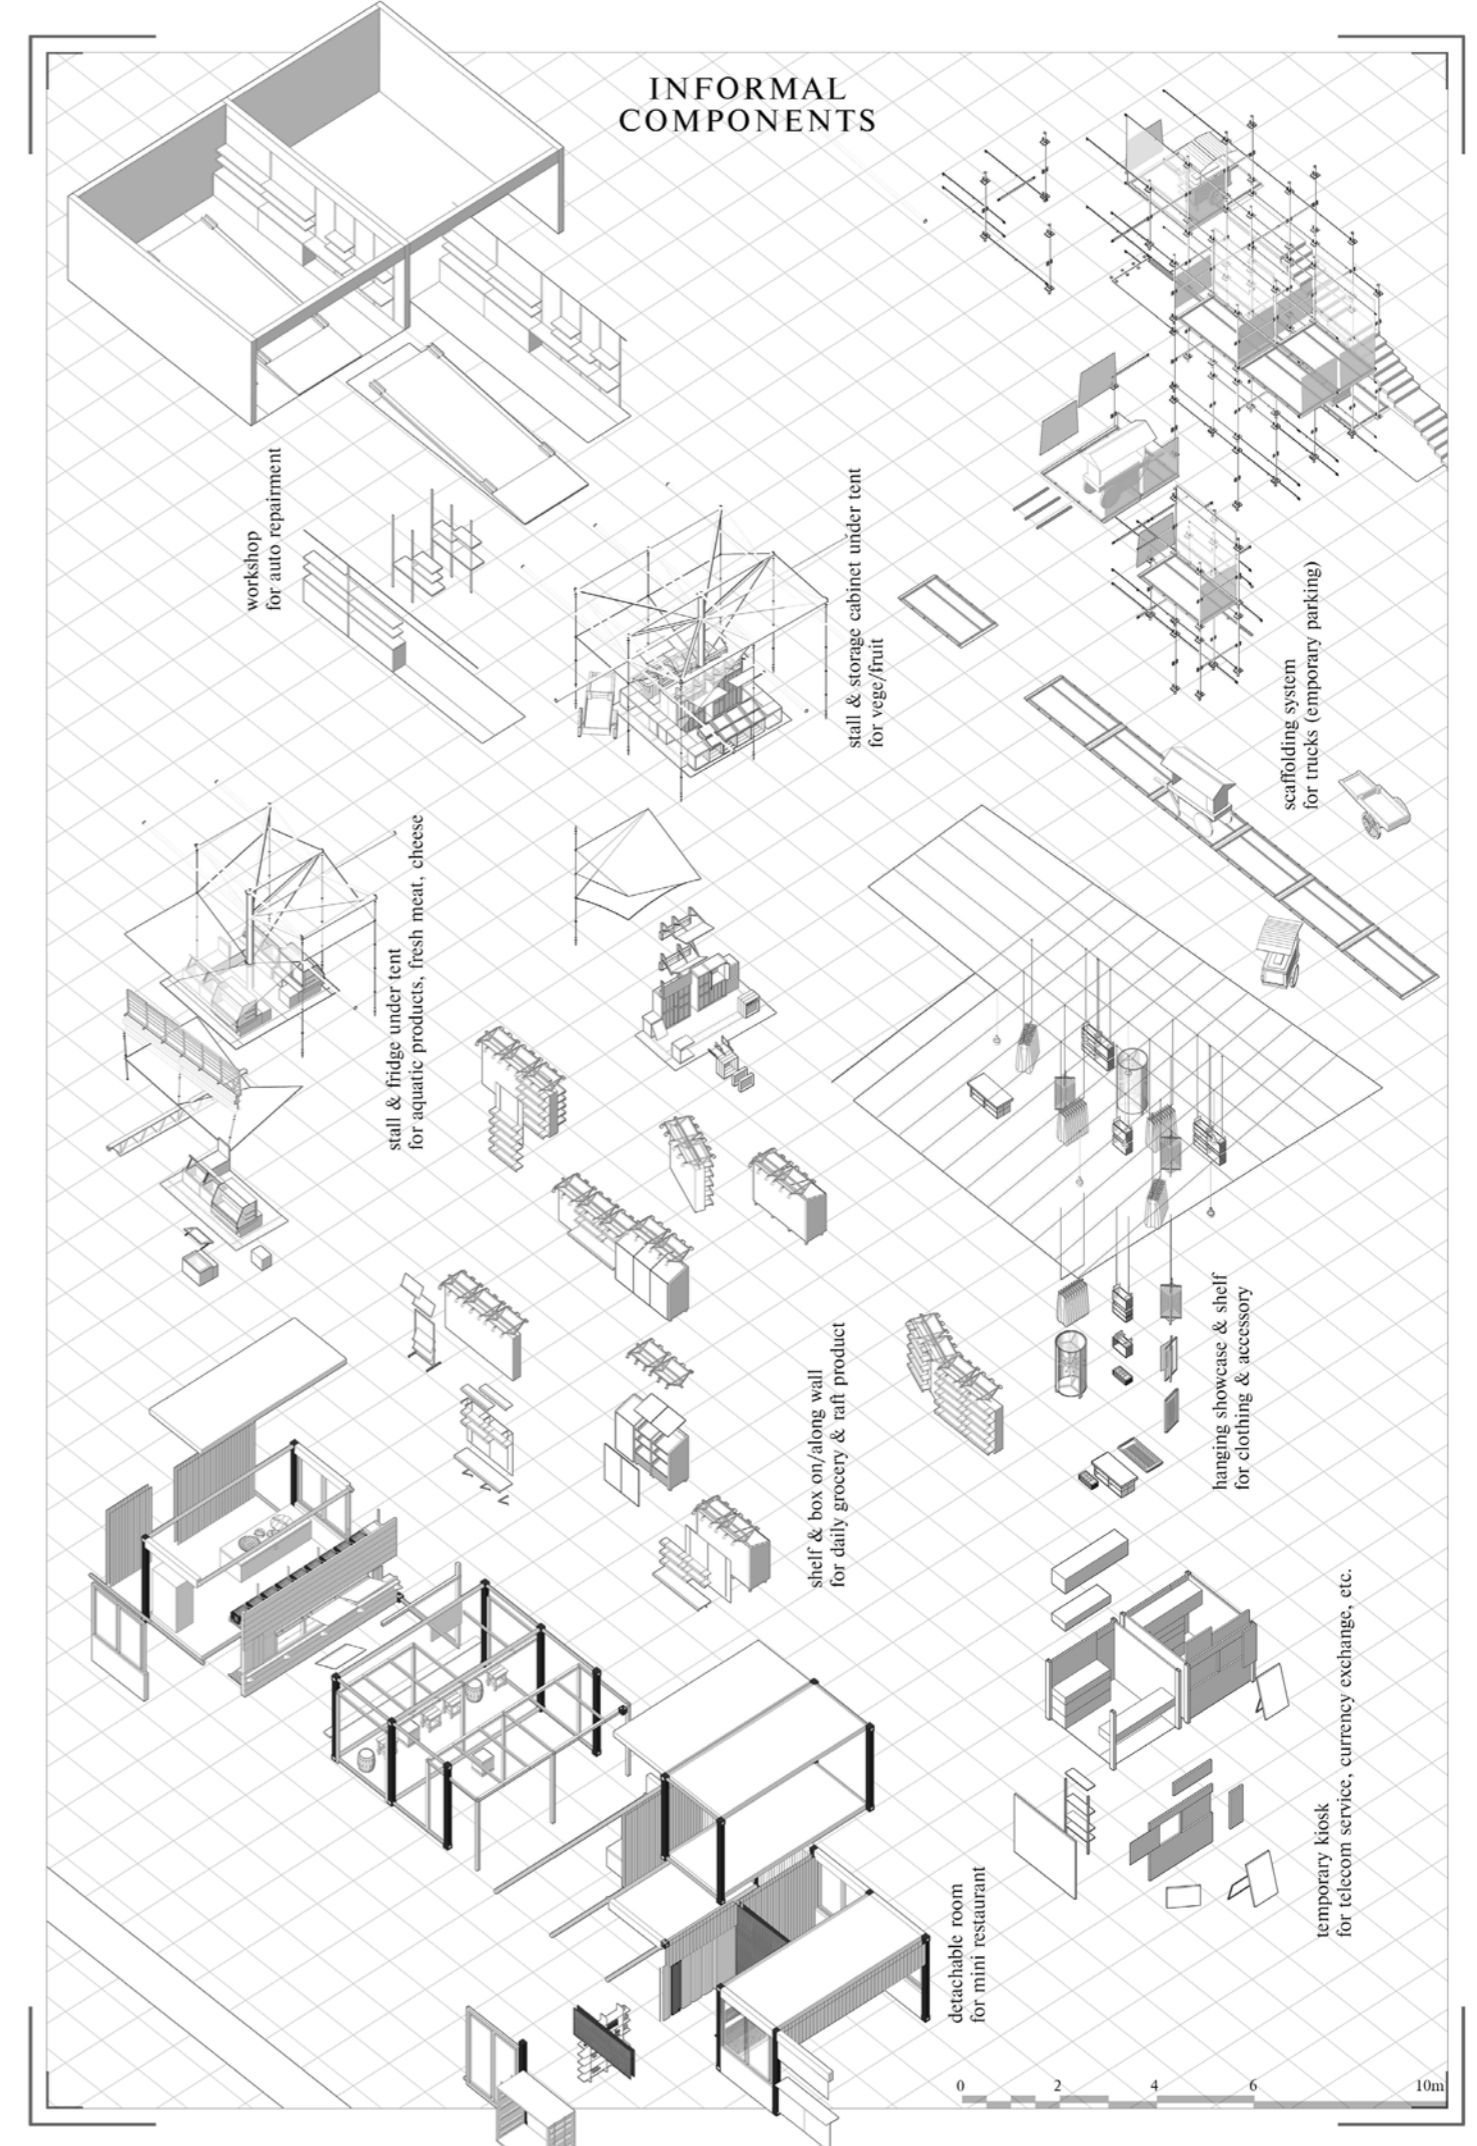 INFORMAL
COMPONENTS
workshop
for auto repairment
stall & storage cabinet under tent
for vege/fruit
scaffolding system
for trucks (emporary parking)
stall & fridge under tent
for aquatic products, fresh meat, cheese
shelf & box on/along wall
for daily grocery & raft product
hanging showcase & shelf
for clothing & accessory
temporary kiosk
for telecom service, currency exchange, etc.
detachable room
for mini restaurant
0 2 4 6 10m